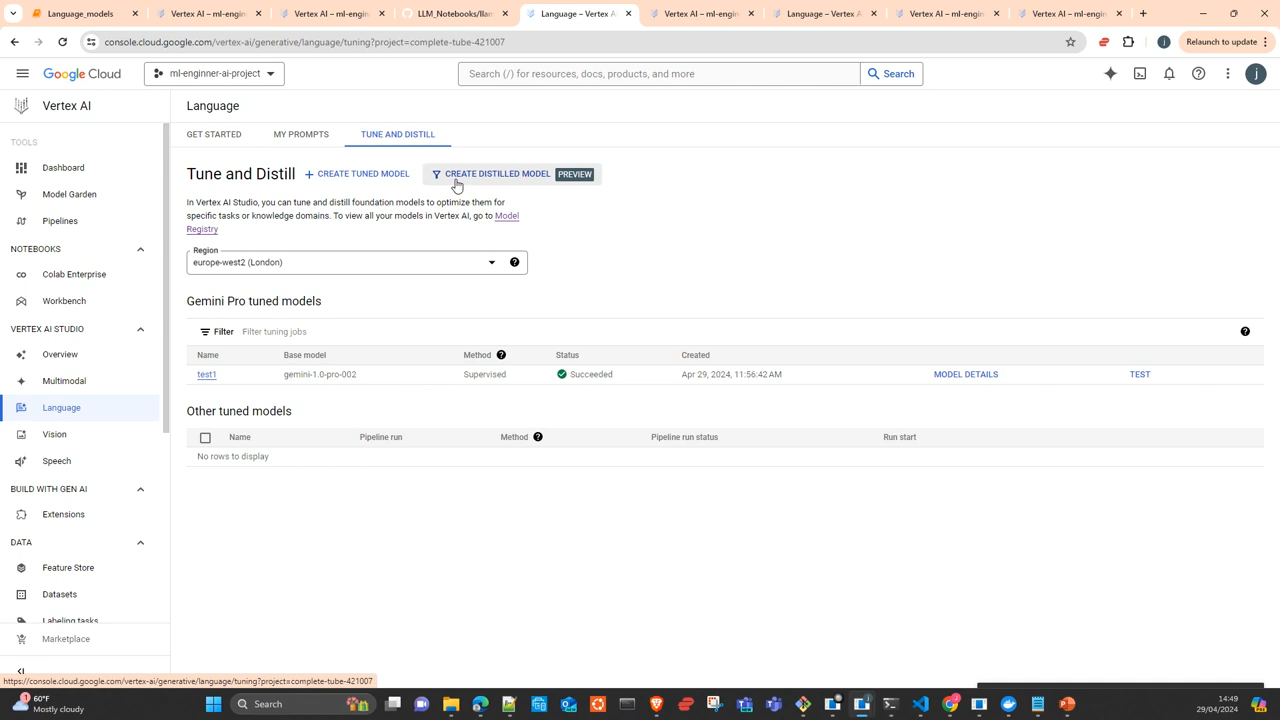 Language_models
Vertex AI – ml-enginner
Vertex AI – ml-engin
LLM_Notebooks/llam
Language – Vertex A
Vertex AI – ml-engin
Language – Vertex A
Vertex AI – ml-engin
Vertex AI – ml-engin
console.cloud.google.com/vertex-ai/generative/language/tuning?project=complete-tube-421007
j
Relaunch to update
Google Cloud
ml-enginner-ai-project
Search (/) for resources, docs, products, and more
Search
j
Vertex AI
Language
GET STARTED
MY PROMPTS
TUNE AND DISTILL
TOOLS
Dashboard
Model Garden
Pipelines
NOTEBOOKS
Colab Enterprise
Workbench
VERTEX AI STUDIO
Overview
Multimodal
Language
Vision
Speech
BUILD WITH GEN AI
Extensions
DATA
Feature Store
Datasets
Labeling tasks
Marketplace
Tune and Distill
CREATE TUNED MODEL
CREATE DISTILLED MODEL PREVIEW
In Vertex AI Studio, you can tune and distill foundation models to optimize them for
specific tasks or knowledge domains. To view all your models in Vertex AI, go to Model
Registry
Region
europe-west2 (London)
Gemini Pro tuned models
Filter Filter tuning jobs
Name Base model Method Status Created
test1 gemini-1.0-pro-002 Supervised Succeeded Apr 29, 2024, 11:56:42 AM MODEL DETAILS TEST
Other tuned models
Name Pipeline run Method Pipeline run status Run start
No rows to display
https://console.cloud.google.com/vertex-ai/generative/language/tuning?project=complete-tube-421007
1
60°F
Mostly cloudy
Search
14:49
29/04/2024